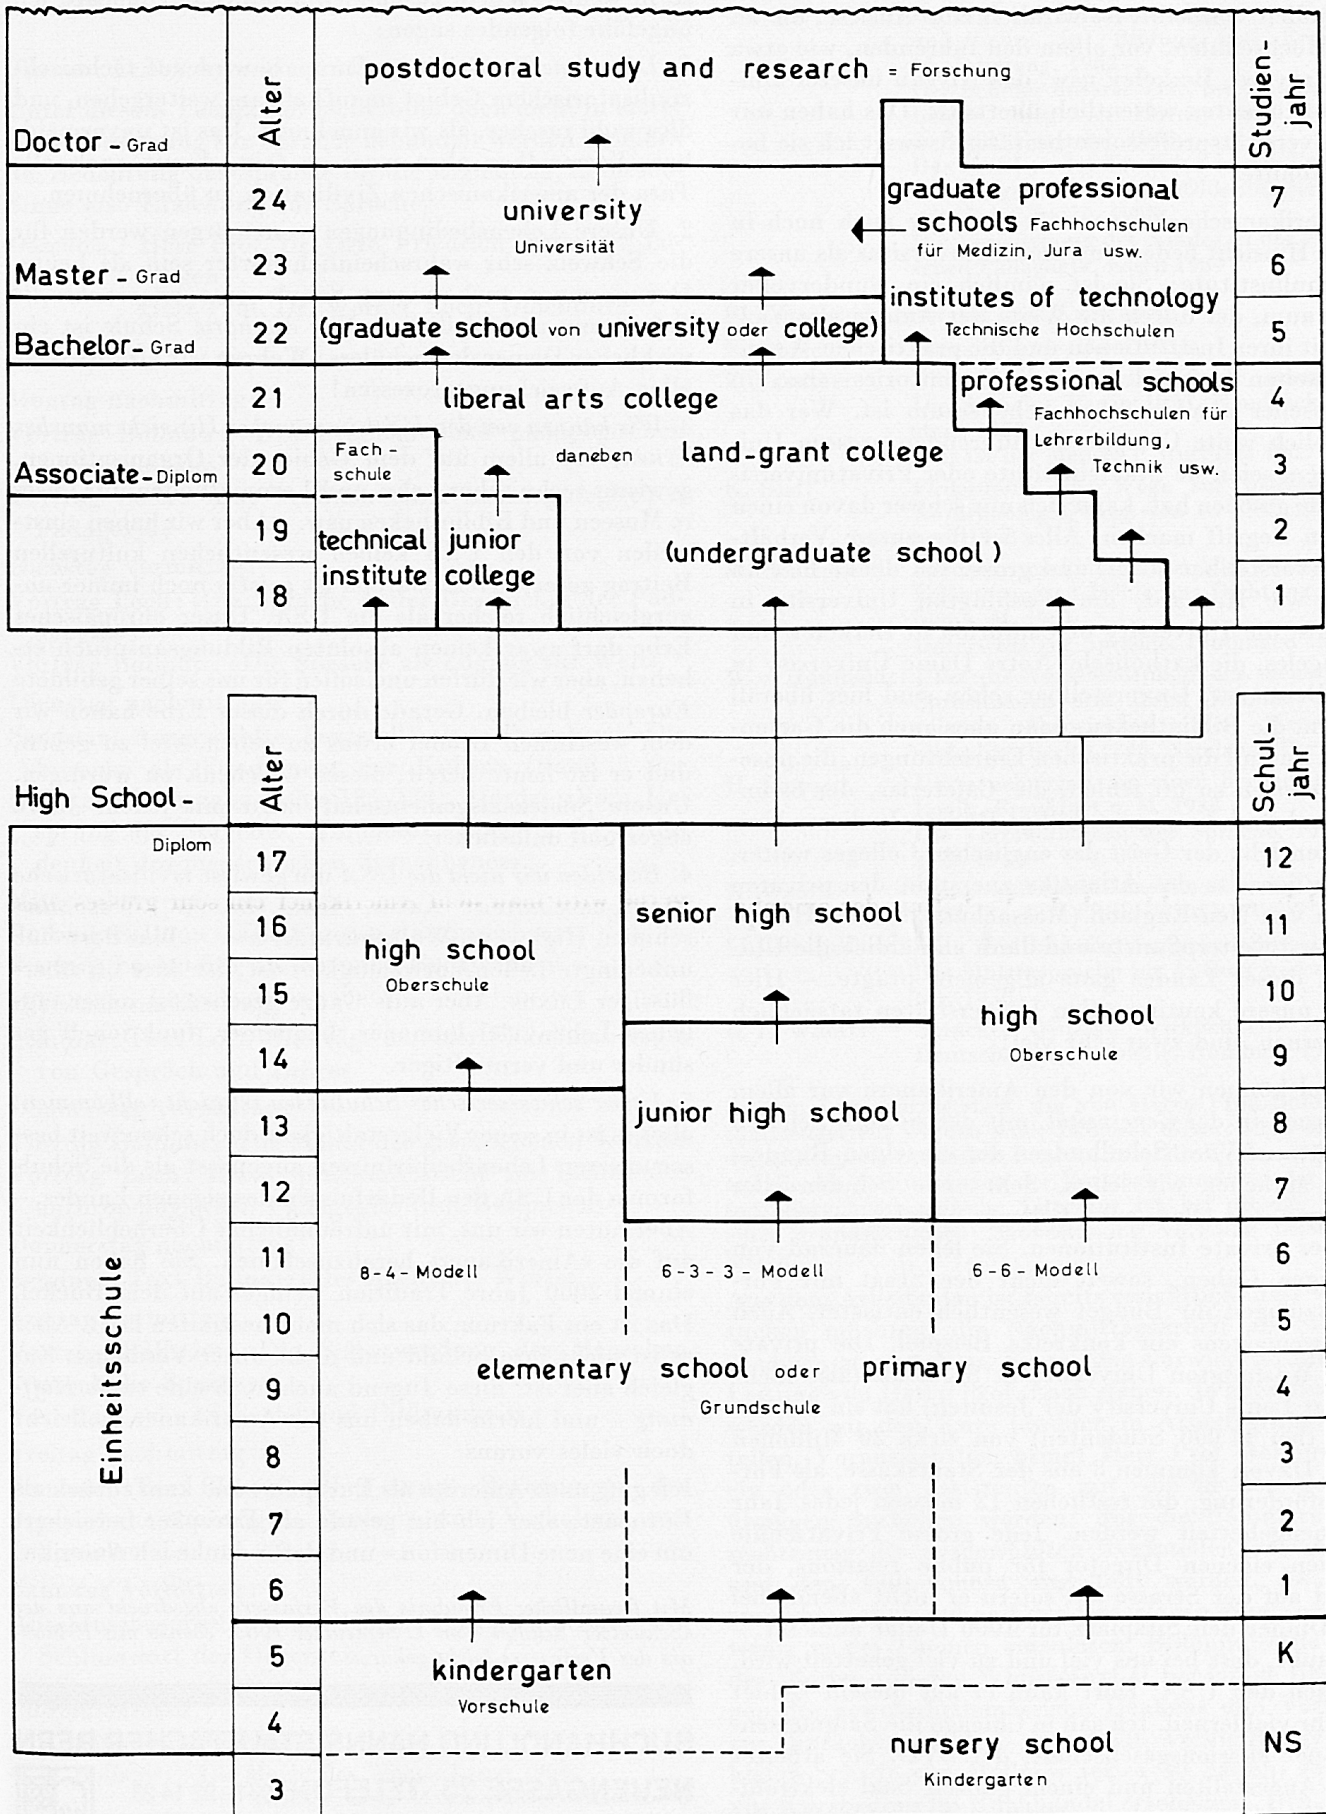 postdoctoral study and research = Forschung
Alter
Studien-
jahr
Doctor - Grad
24
university
Universität
graduate professional
schools Fachhochschulen
für Medizin, Jura usw.
7
Master - Grad
23
6
institutes of technology
Technische Hochschulen
Bachelor - Grad
22
(graduate school von university oder college)
5
21
liberal arts college
professional schools
Fachhochschulen für
Lehrerbildung,
Technik usw.
4
Associate - Diplom
20
Fach -
schule
daneben
land-grant college
3
19
technical
institute
junior
college
(undergraduate school)
2
18
1
High School -
Diplom
Alter
Schul-
jahr
17
12
16
high school
Oberschule
senior high school
11
15
high school
Oberschule
10
14
9
13
junior high school
8
12
7
Einheitsschule
11
8-4-Modell
6-3-3-Modell
6-6-Modell
6
10
5
elementary school oder primary school
Grundschule
9
4
8
3
7
2
6
1
5
kindergarten
Vorschule
K
4
nursery school
Kindergarten
NS
3